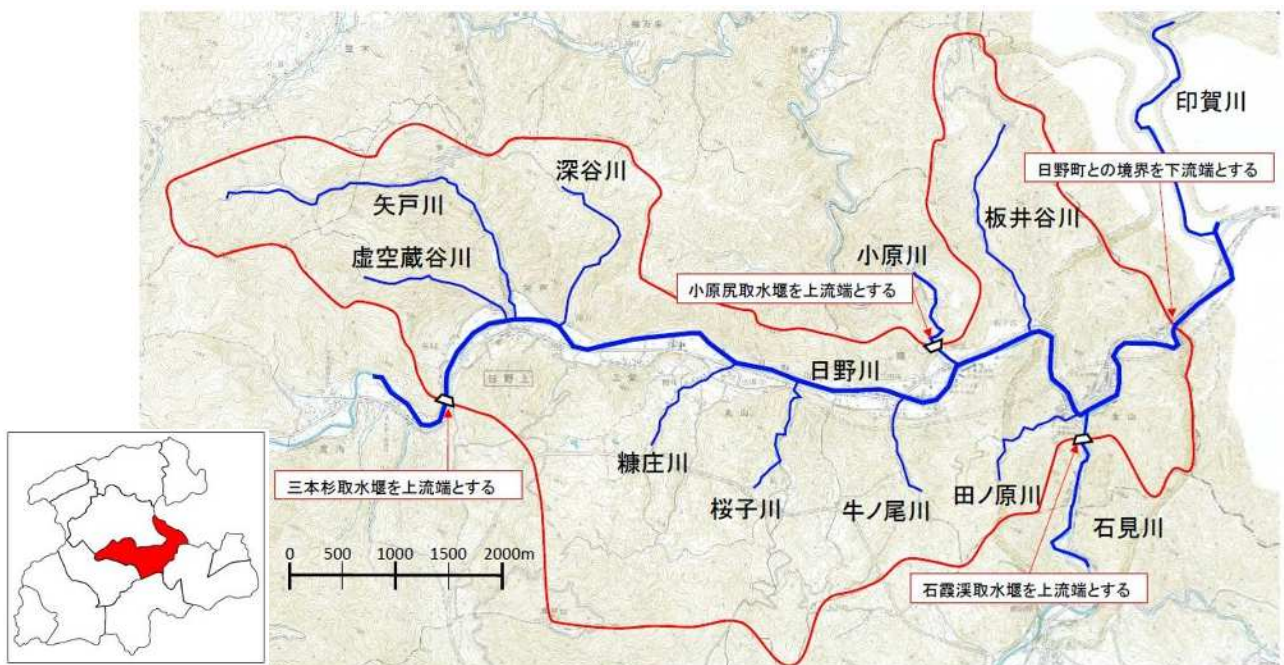 印賀川
日野町との境界を下流端とする
深谷川
矢戸川
板井谷川
虚空蔵谷川
小原川
小原尻取水堰を上流端とする
日野川
日野上
糠庄川
三本杉取水堰を上流端とする
桜子川
牛ノ尾川
田ノ原川
石見川
0 500 1000 1500 2000m
石霞渓取水堰を上流端とする